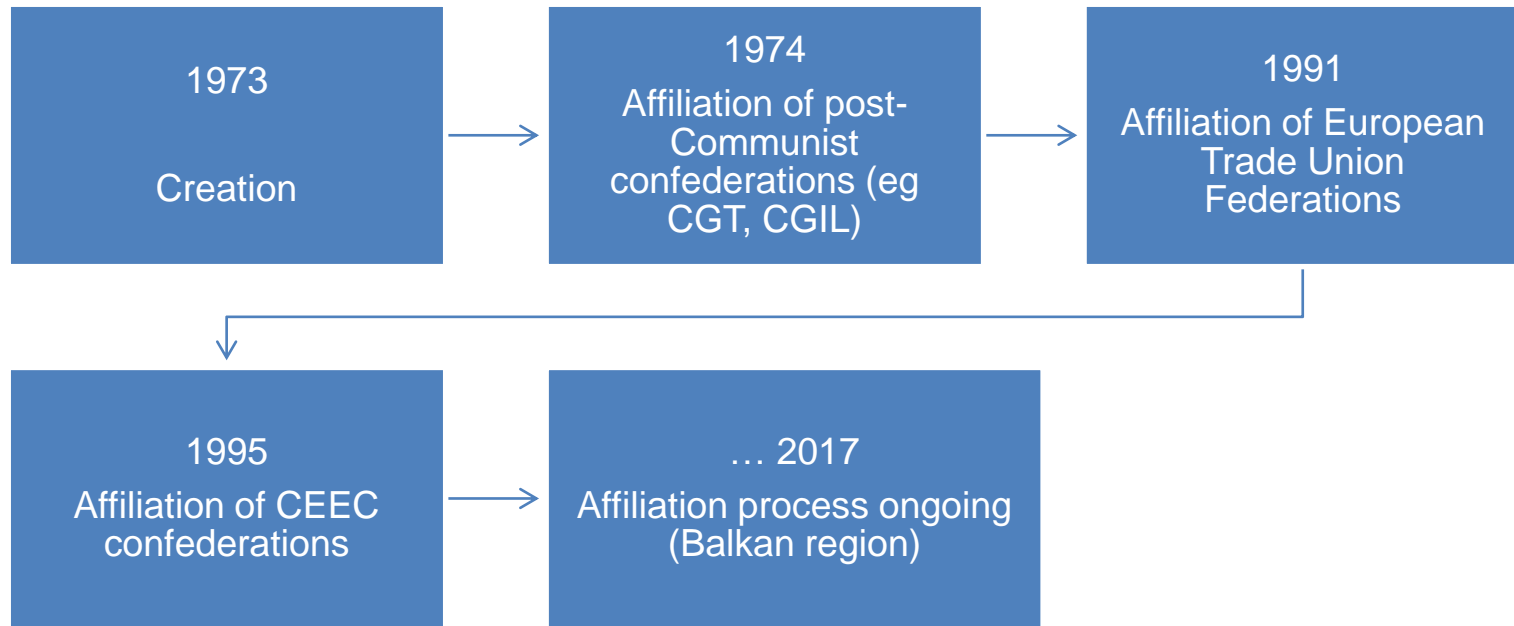 1973
Creation
1974
Affiliation of post-
Communist
confederations (eg
CGT, CGIL)
1991
Affiliation of European
Trade Union
Federations
1995
Affiliation of CEEC
confederations
… 2017
Affiliation process ongoing
(Balkan region)